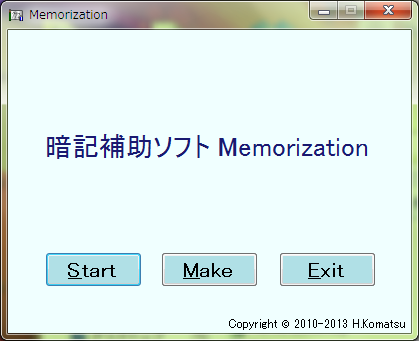 Memorization
暗記補助ソフト Memorization
Start Make Exit
Copyright © 2010-2013 H.Komatsu